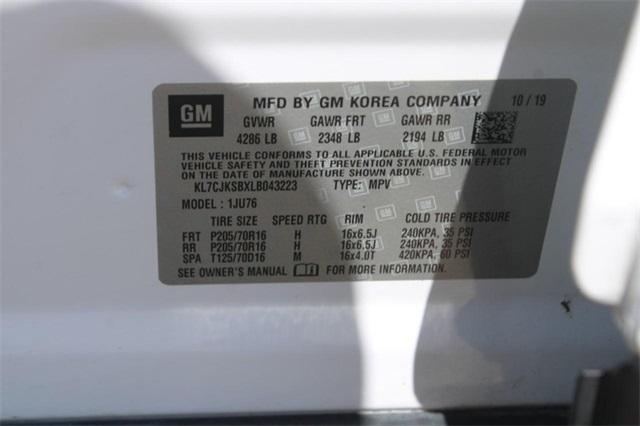 GM MFD BY GM KOREA COMPANY 10 / 19
GVWR GAWR FRT GAWR RR
4286 LB 2348 LB 2194 LB
THIS VEHICLE CONFORMS TO ALL APPLICABLE U.S. FEDERAL MOTOR
VEHICLE SAFETY AND THEFT PREVENTION STANDARDS IN EFFECT ON
THE DATE OF MANUFACTURE SHOWN ABOVE.
KL7CJKSBXLB043223 TYPE: MPV
MODEL : 1JU76
TIRE SIZE SPEED RTG RIM COLD TIRE PRESSURE
FRT P205/70R16 H 16x6.5J 240KPA, 35 PSI
RR P205/70R16 H 16x6.5J 240KPA, 35 PSI
SPA T125/70D16 M 16x4.0T 420KPA, 60 PSI
SEE OWNER'S MANUAL FOR MORE INFORMATION.